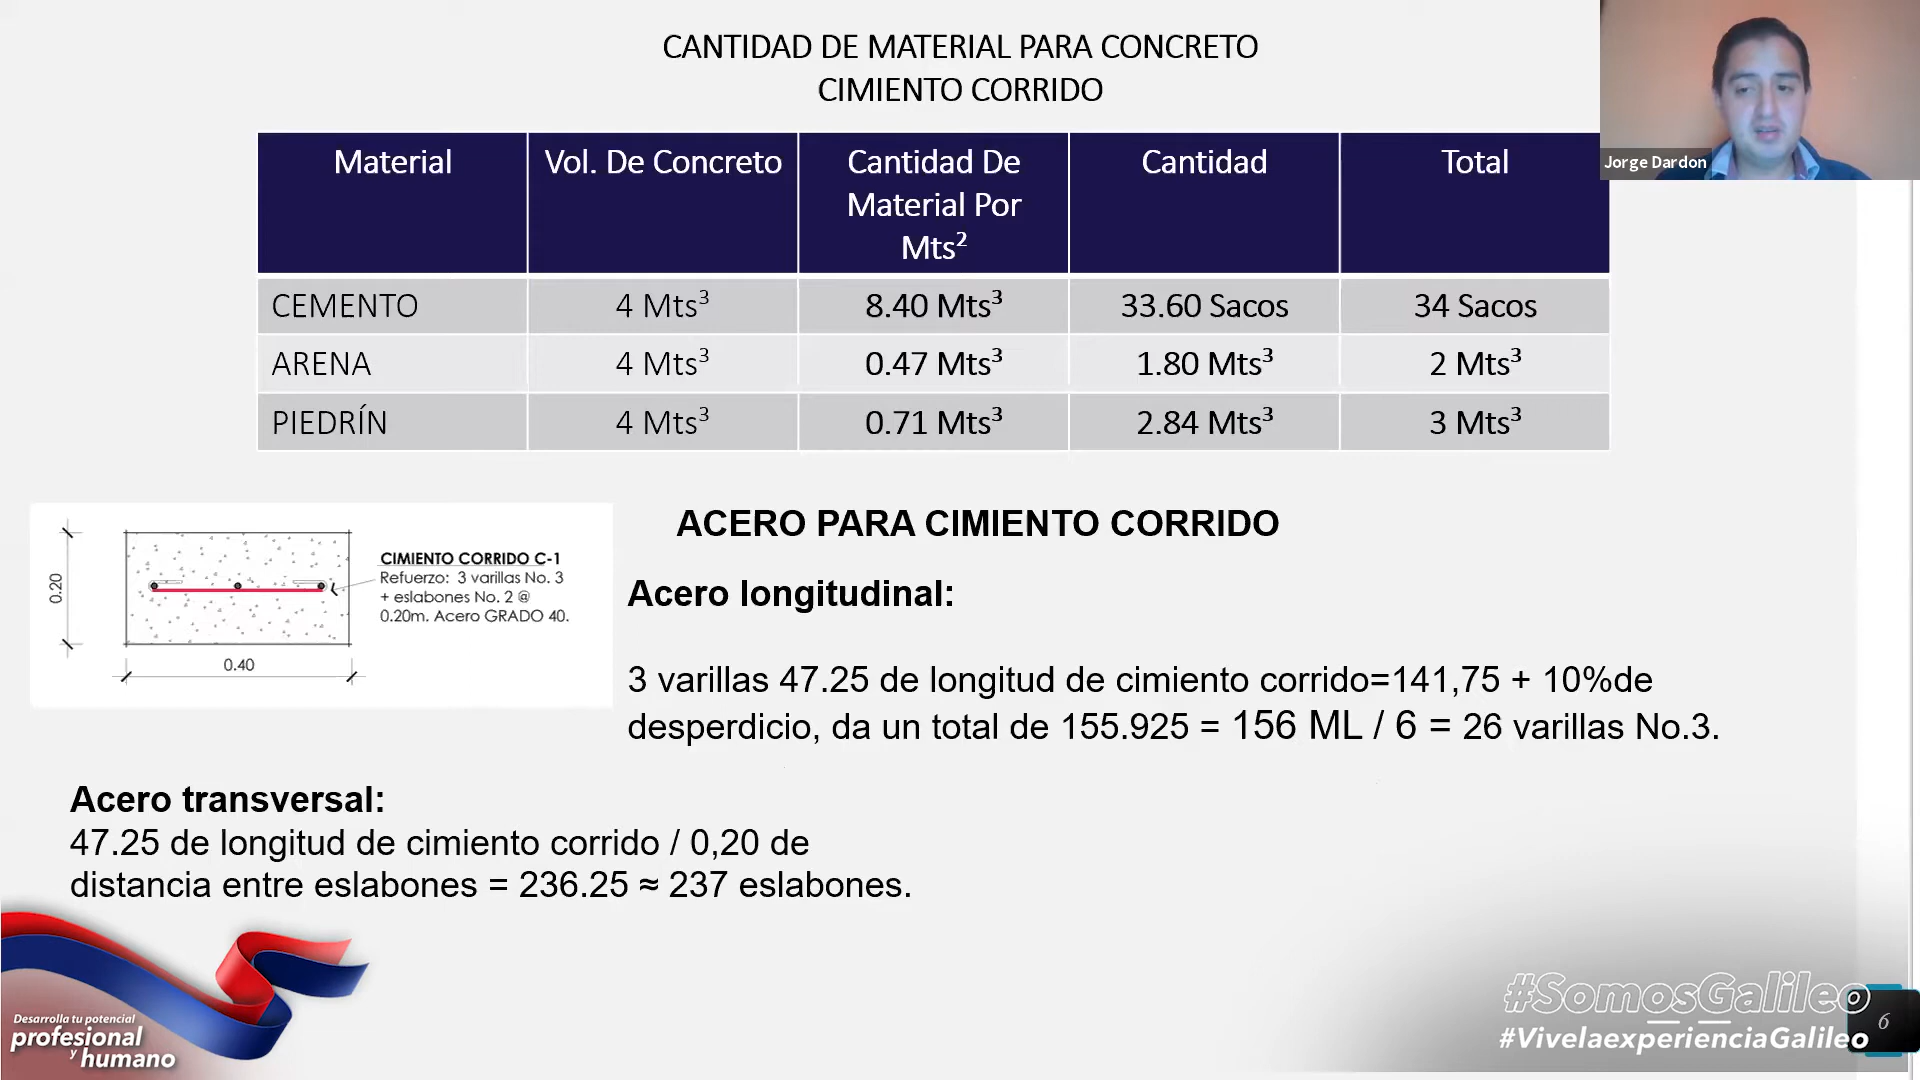 CANTIDAD DE MATERIAL PARA CONCRETO
CIMIENTO CORRIDO
Jorge Dardon
Material
Vol. De Concreto
Cantidad De
Material Por
Mts²
Cantidad
Total
CEMENTO
4 Mts³
8.40 Mts³
33.60 Sacos
34 Sacos
ARENA
4 Mts³
0.47 Mts³
1.80 Mts³
2 Mts³
PIEDRÍN
4 Mts³
0.71 Mts³
2.84 Mts³
3 Mts³
0.20
0.40
CIMIENTO CORRIDO C-1
Refuerzo: 3 varillas No. 3
+ eslabones No. 2 @
0.20m. Acero GRADO 40.
ACERO PARA CIMIENTO CORRIDO
Acero longitudinal:
3 varillas 47.25 de longitud de cimiento corrido=141,75 + 10%de
desperdicio, da un total de 155.925 = 156 ML / 6 = 26 varillas No.3.
Acero transversal:
47.25 de longitud de cimiento corrido / 0,20 de
distancia entre eslabones = 236.25 ≈ 237 eslabones.
Desarrolla tu potencial
profesional
y humano
#SomosGalileo
#VivelaexperienciaGalileo
6